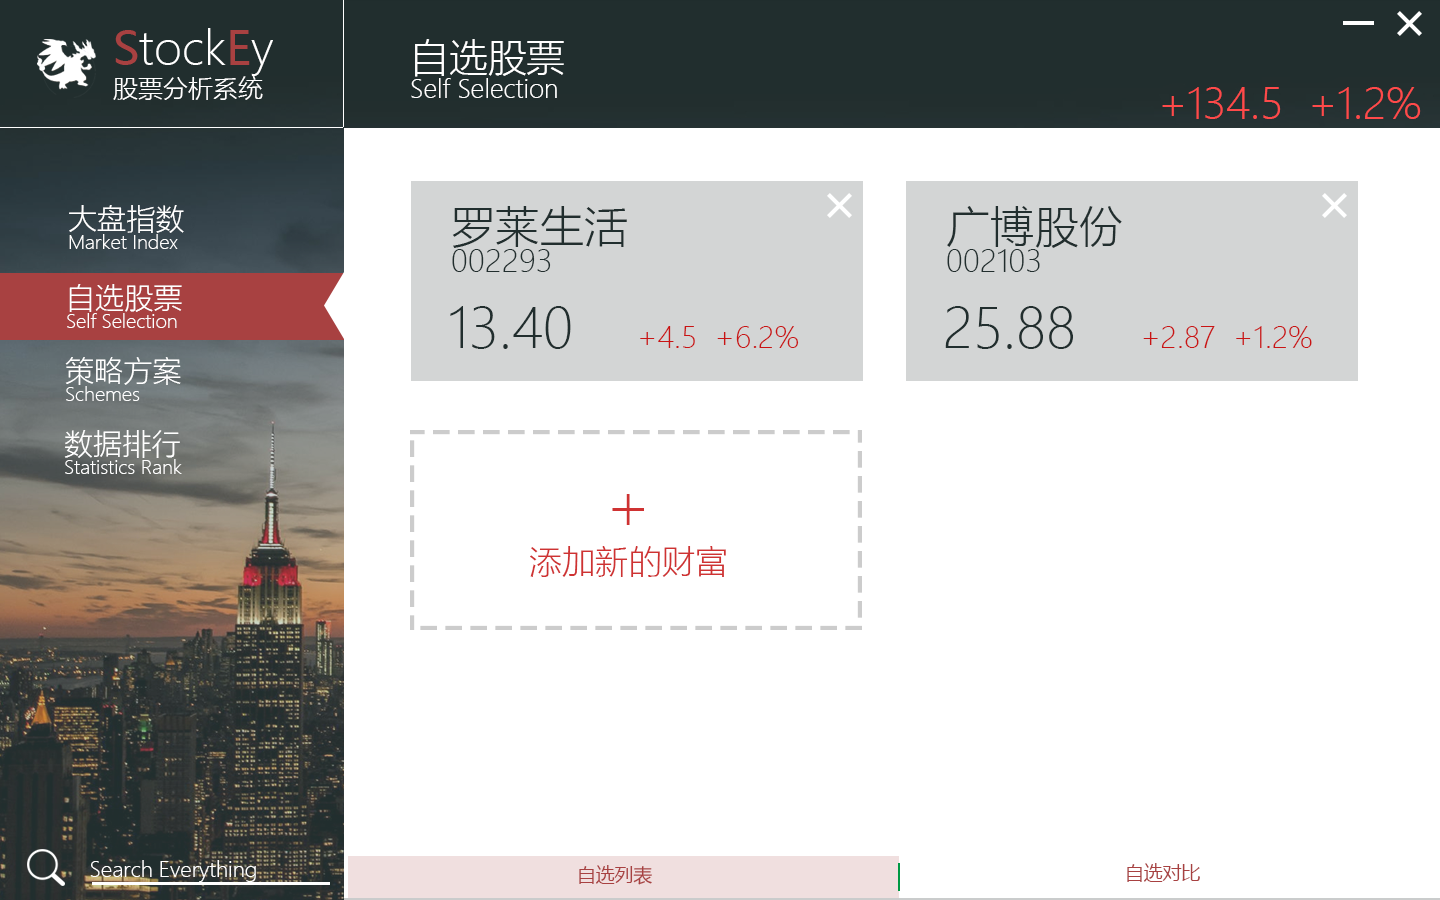 StockEy
股票分析系统
自选股票
Self Selection
+134.5 +1.2%
大盘指数
Market Index
自选股票
Self Selection
策略方案
Schemes
数据排行
Statistics Rank
Search Everything
罗莱生活
002293
13.40 +4.5 +6.2%
广博股份
002103
25.88 +2.87 +1.2%
+
添加新的财富
自选列表
自选对比